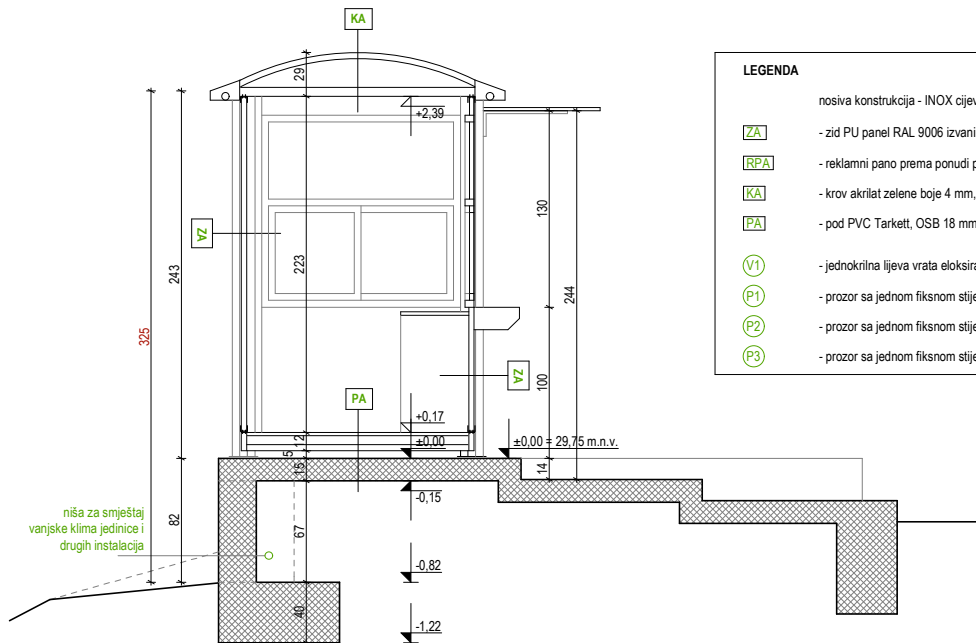 KA
29
+2,39
ZA
130
243
223
244
325
100
ZA
PA
+0,17
12
±0,00
±0,00 = 29,75 m.n.v.
5
15
14
-0,15
niša za smještaj
vanjske klima jedinice i
drugih instalacija
82
67
-0,82
40
-1,22
LEGENDA
nosiva konstrukcija - INOX cijev
ZA - zid PU panel RAL 9006 izvani
RPA - reklamni pano prema ponudi p
KA - krov akrilat zelene boje 4 mm,
PA - pod PVC Tarkett, OSB 18 mm
V1 - jednokrilna lijeva vrata eloksira
P1 - prozor sa jednom fiksnom stije
P2 - prozor sa jednom fiksnom stije
P3 - prozor sa jednom fiksnom stije